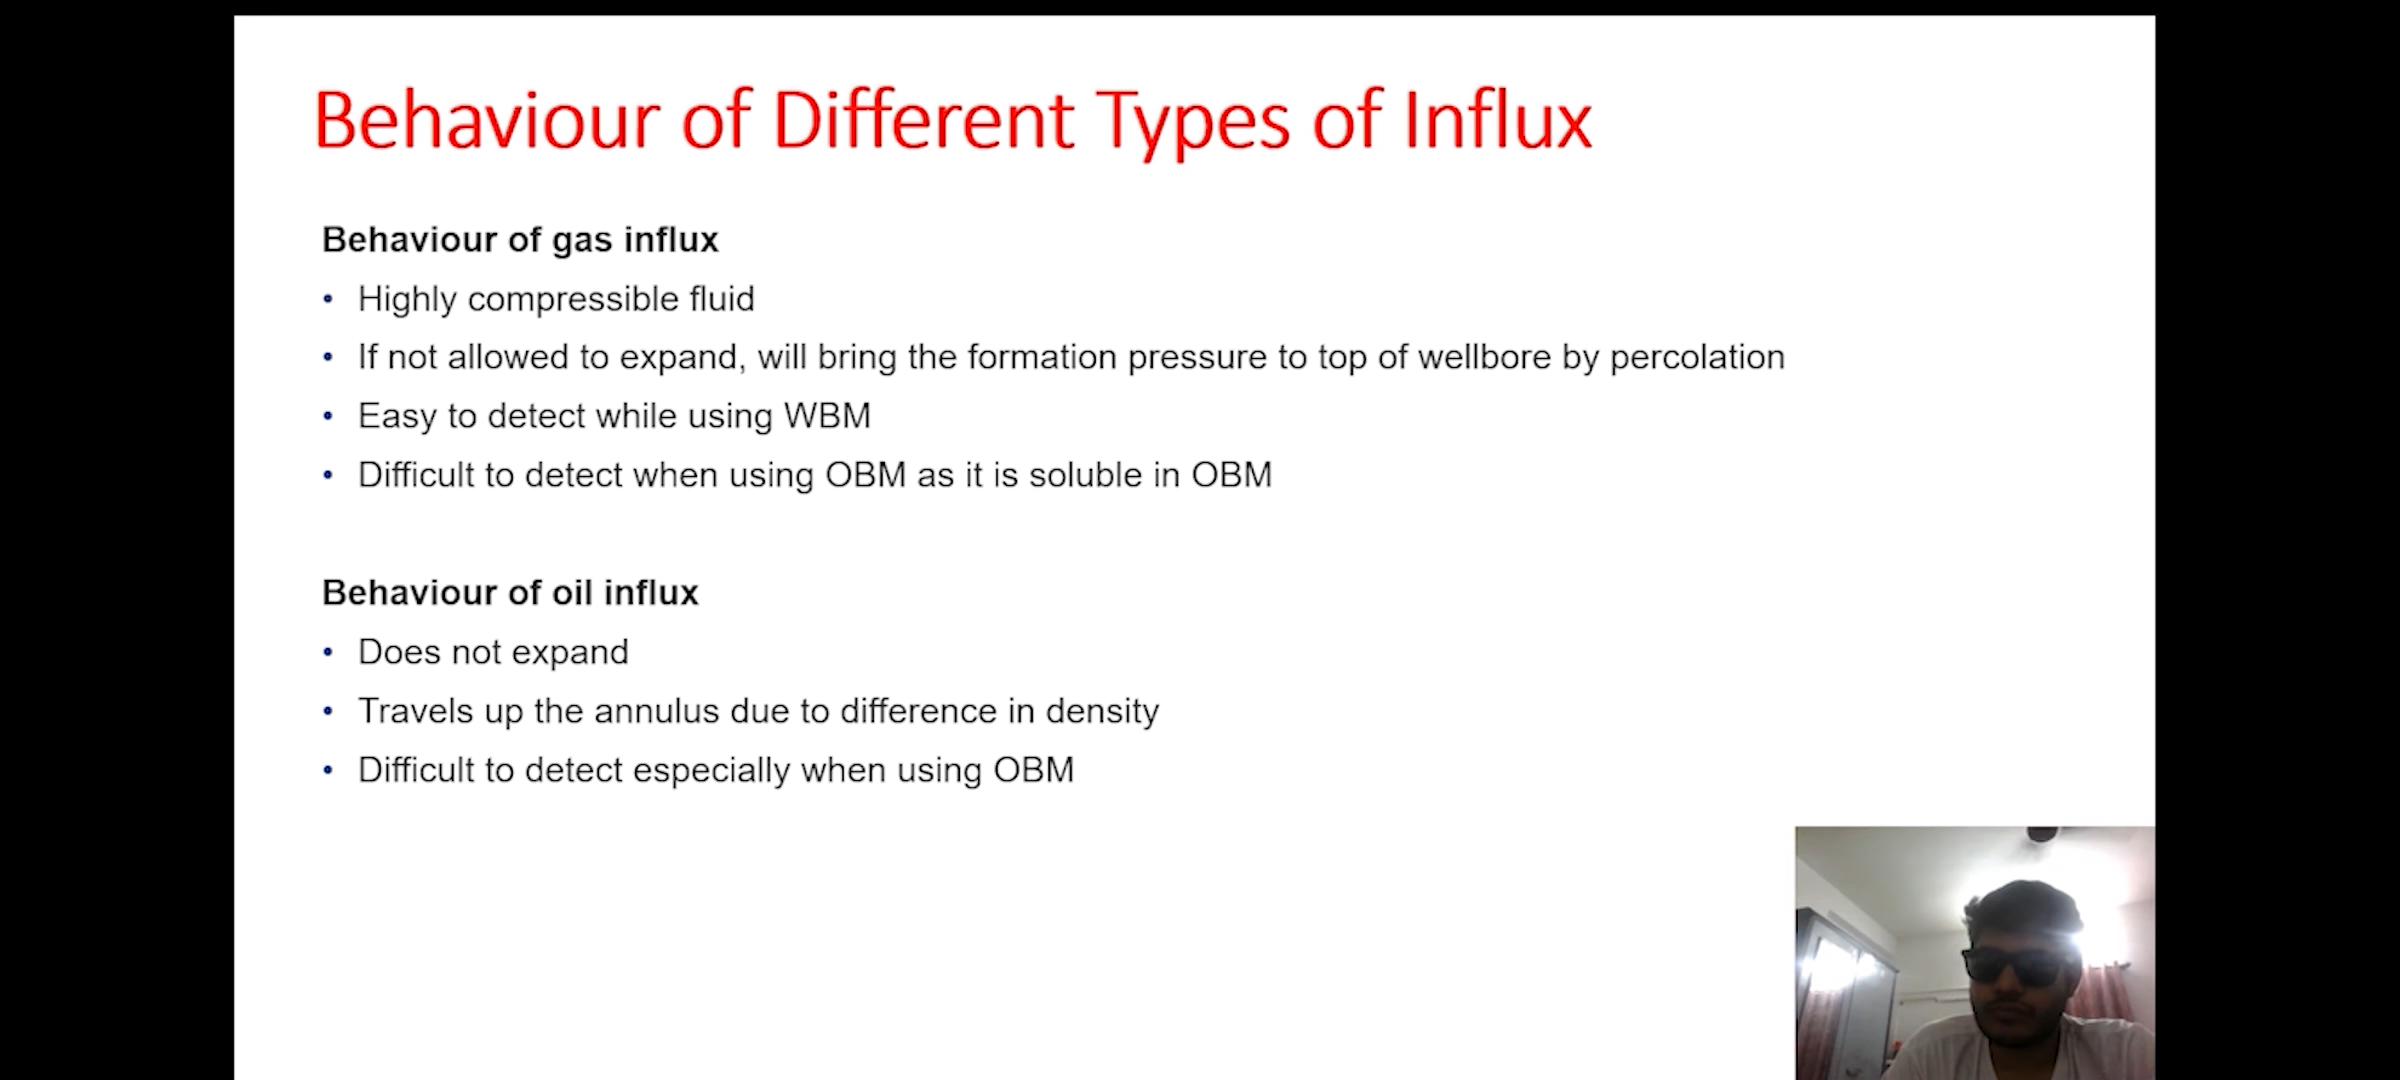 Behaviour of Different Types of Influx
Behaviour of gas influx
• Highly compressible fluid
• If not allowed to expand, will bring the formation pressure to top of wellbore by percolation
• Easy to detect while using WBM
• Difficult to detect when using OBM as it is soluble in OBM
Behaviour of oil influx
• Does not expand
• Travels up the annulus due to difference in density
• Difficult to detect especially when using OBM